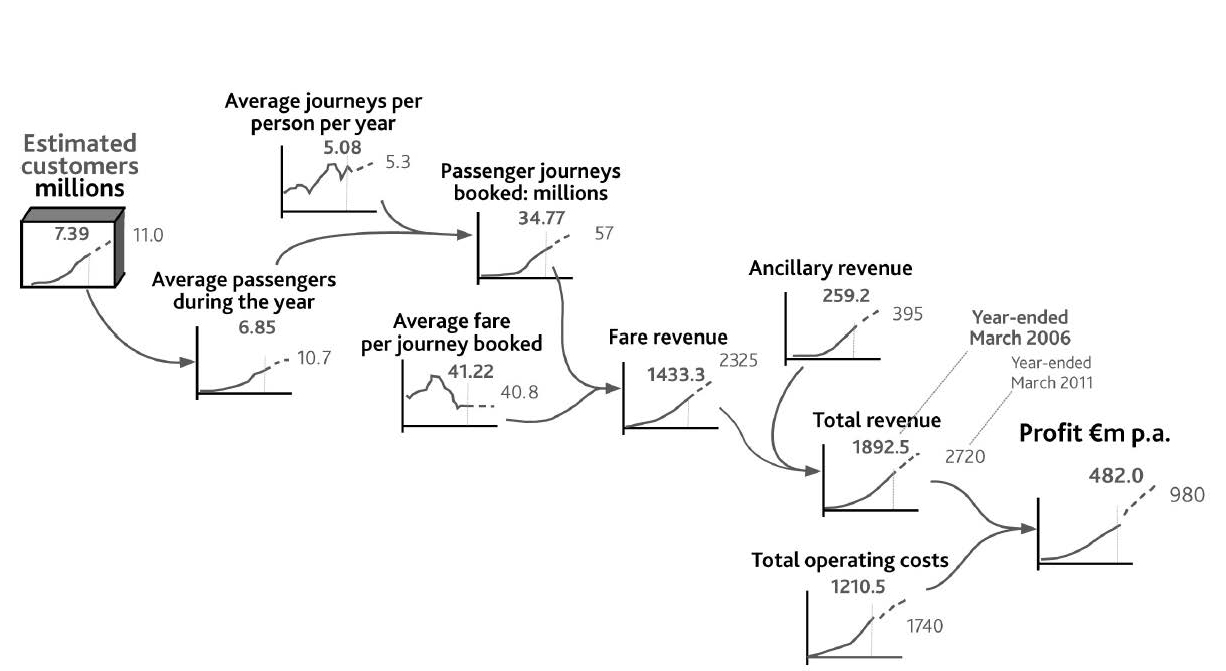 Average journeys per
person per year
5.08
5.3
Estimated
customers
millions
7.39
11.0
Passenger journeys
booked: millions
34.77
57
Average passengers
during the year
6.85
10.7
Average fare
per journey booked
41.22
40.8
Fare revenue
1433.3
2325
Ancillary revenue
259.2
395
Year-ended
March 2006
Year-ended
March 2011
Total revenue
1892.5
2720
Profit €m p.a.
482.0
980
Total operating costs
1210.5
1740